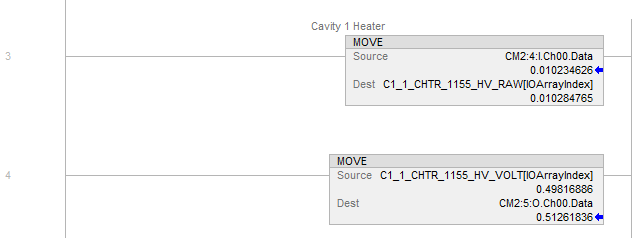 Cavity 1 Heater
3
MOVE
Source CM2:4:I.Ch00.Data
0.010234626
Dest C1_1_CHTR_1155_HV_RAW[IOArrayIndex]
0.010284765
4
MOVE
Source C1_1_CHTR_1155_HV_VOLT[IOArrayIndex]
0.49816886
Dest CM2:5:O.Ch00.Data
0.51261836